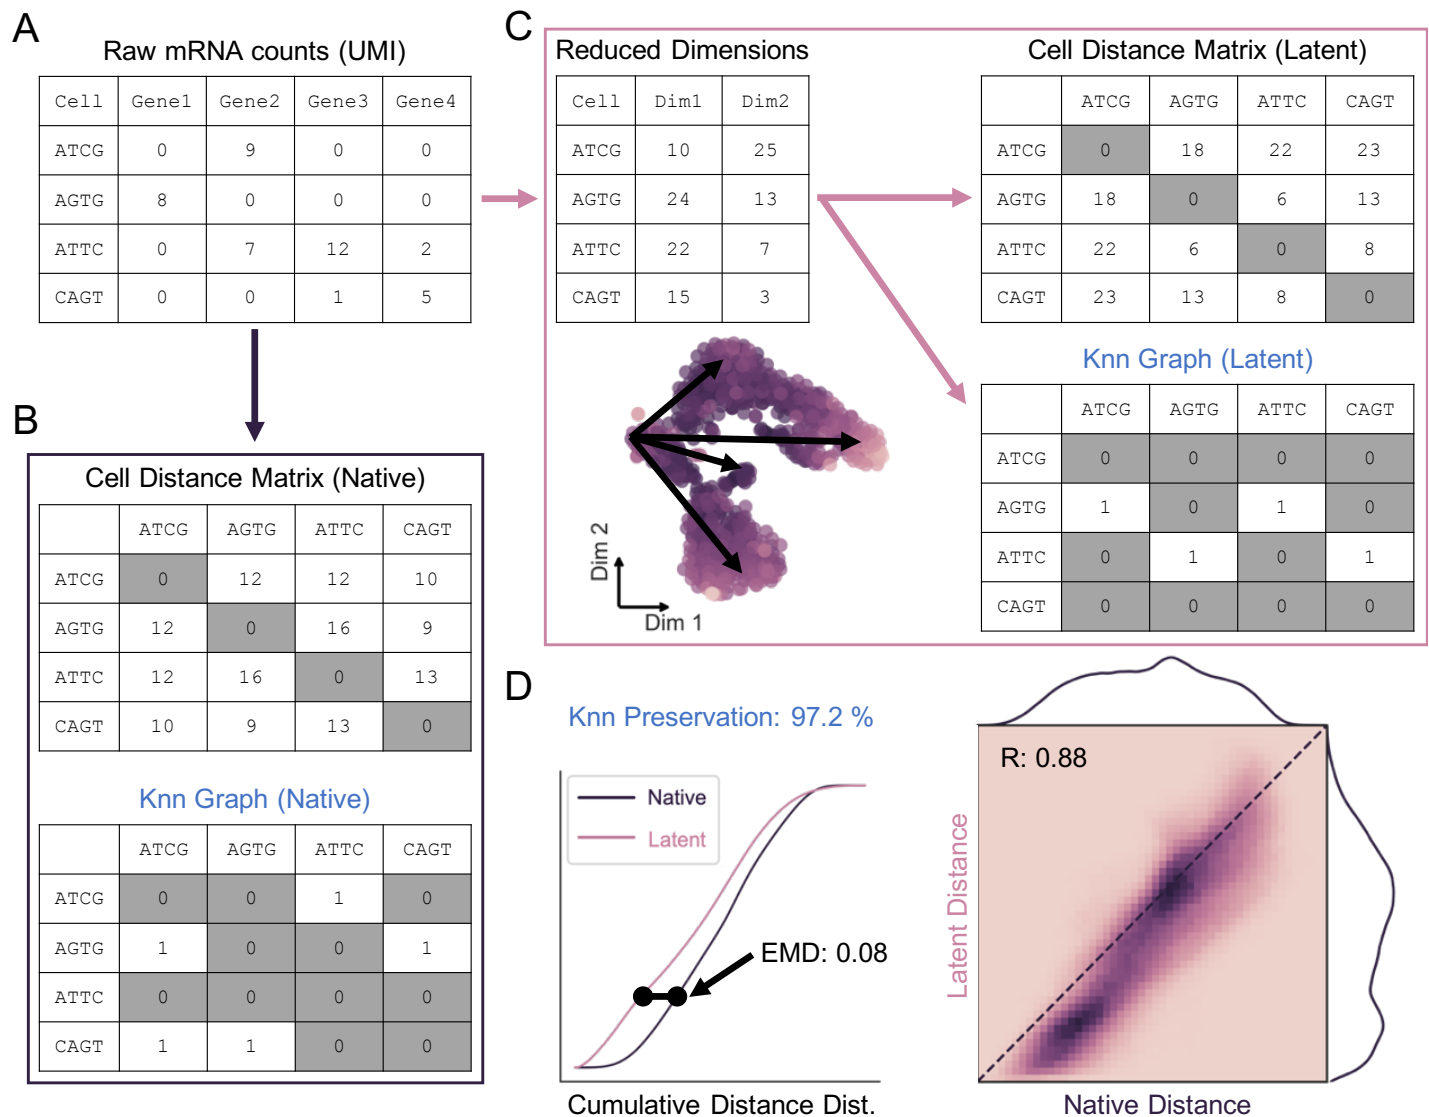 A
Raw mRNA counts (UMI)
Cell Gene1 Gene2 Gene3 Gene4
ATCG 0 9 0 0
AGTG 8 0 0 0
ATTC 0 7 12 2
CAGT 0 0 1 5
B
Cell Distance Matrix (Native)
ATCG AGTG ATTC CAGT
ATCG 0 12 12 10
AGTG 12 0 16 9
ATTC 12 16 0 13
CAGT 10 9 13 0
Knn Graph (Native)
ATCG AGTG ATTC CAGT
ATCG 0 0 1 0
AGTG 1 0 0 1
ATTC 0 0 0 0
CAGT 1 1 0 0
C
Reduced Dimensions
Cell Dim1 Dim2
ATCG 10 25
AGTG 24 13
ATTC 22 7
CAGT 15 3
Dim 2
Dim 1
Cell Distance Matrix (Latent)
ATCG AGTG ATTC CAGT
ATCG 0 18 22 23
AGTG 18 0 6 13
ATTC 22 6 0 8
CAGT 23 13 8 0
Knn Graph (Latent)
ATCG AGTG ATTC CAGT
ATCG 0 0 0 0
AGTG 1 0 1 0
ATTC 0 1 0 1
CAGT 0 0 0 0
D
Knn Preservation: 97.2 %
Native
Latent
EMD: 0.08
Cumulative Distance Dist.
R: 0.88
Latent Distance
Native Distance